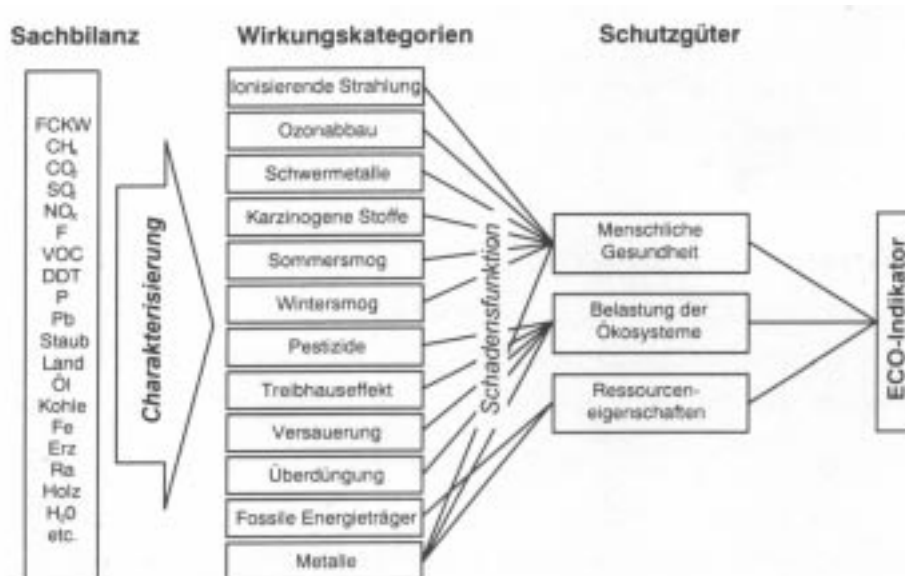 Sachbilanz
FCKW
CH₄
CO₂
SO₂
NOₓ
F
VOC
DDT
P
Pb
Staub
Land
Öl
Kohle
Fe
Erz
Ra
Holz
H₂0
etc.
Charakterisierung
Wirkungskategorien
Ionisierende Strahlung
Ozonabbau
Schwermetalle
Karzinogene Stoffe
Sommersmog
Wintersmog
Pestizide
Treibhauseffekt
Versauerung
Überdüngung
Fossile Energieträger
Metalle
Schadensfunktion
Schutzgüter
Menschliche
Gesundheit
Belastung der
Ökosysteme
Ressourcen-
eigenschaften
ECO-Indikator